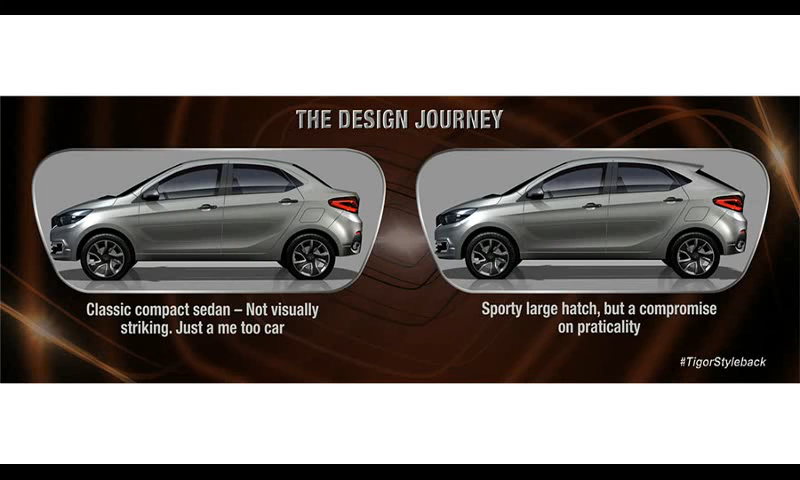 THE DESIGN JOURNEY
Classic compact sedan – Not visually
striking. Just a me too car
Sporty large hatch, but a compromise
on praticality
#TigorStyleback